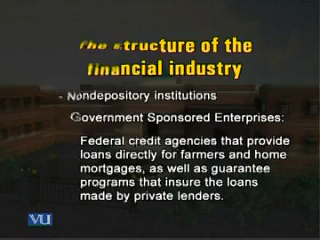 The structure of the
financial industry
- Nondepository institutions
Government Sponsored Enterprises:
Federal credit agencies that provide
loans directly for farmers and home
mortgages, as well as guarantee
programs that insure the loans
made by private lenders.
VU